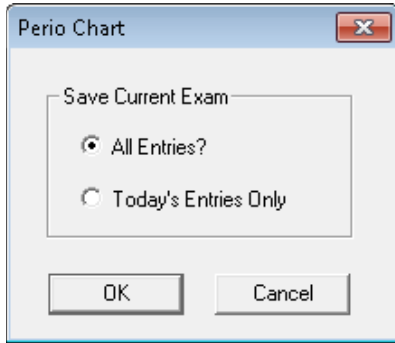 Perio Chart
Save Current Exam
All Entries?
Today's Entries Only
OK Cancel